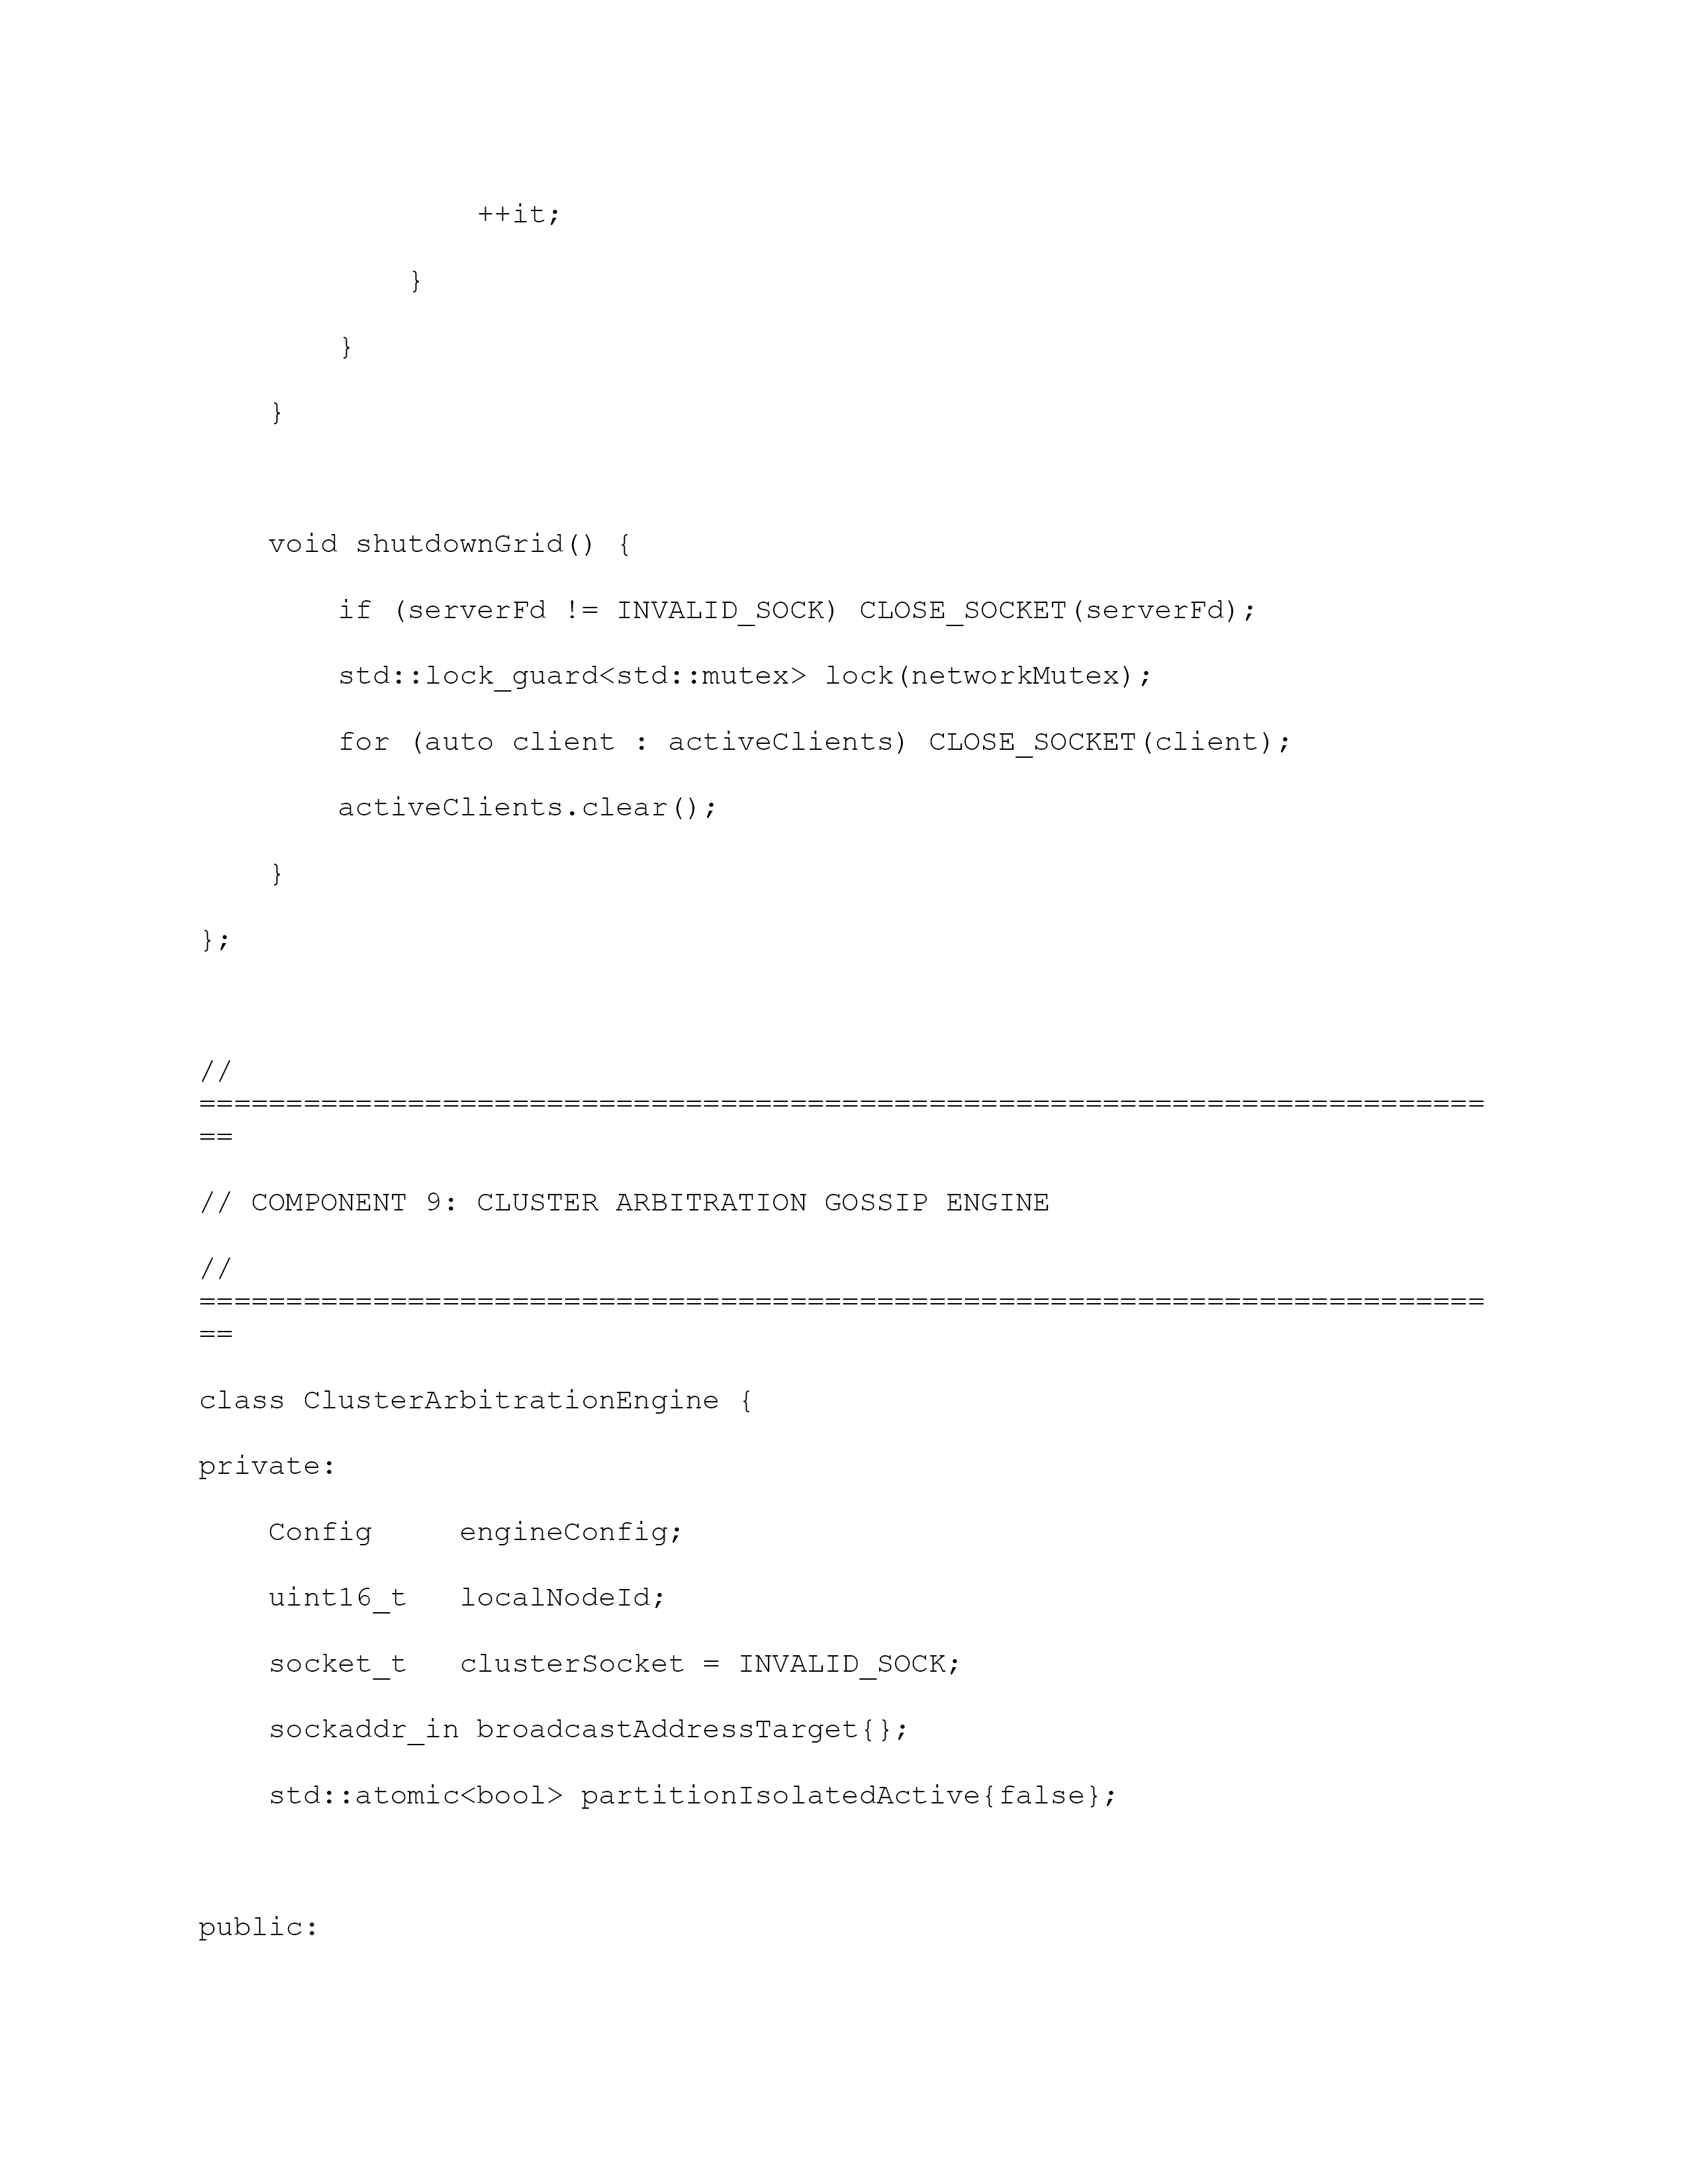 ++it;
}
}
}
void shutdownGrid() {
if (serverFd != INVALID_SOCK) CLOSE_SOCKET(serverFd);
std::lock_guard<std::mutex> lock(networkMutex);
for (auto client : activeClients) CLOSE_SOCKET(client);
activeClients.clear();
}
};
//
==========================================================================
==
// COMPONENT 9: CLUSTER ARBITRATION GOSSIP ENGINE
//
==========================================================================
==
class ClusterArbitrationEngine {
private:
Config     engineConfig;
uint16_t   localNodeId;
socket_t   clusterSocket = INVALID_SOCK;
sockaddr_in broadcastAddressTarget{};
std::atomic<bool> partitionIsolatedActive{false};
public: